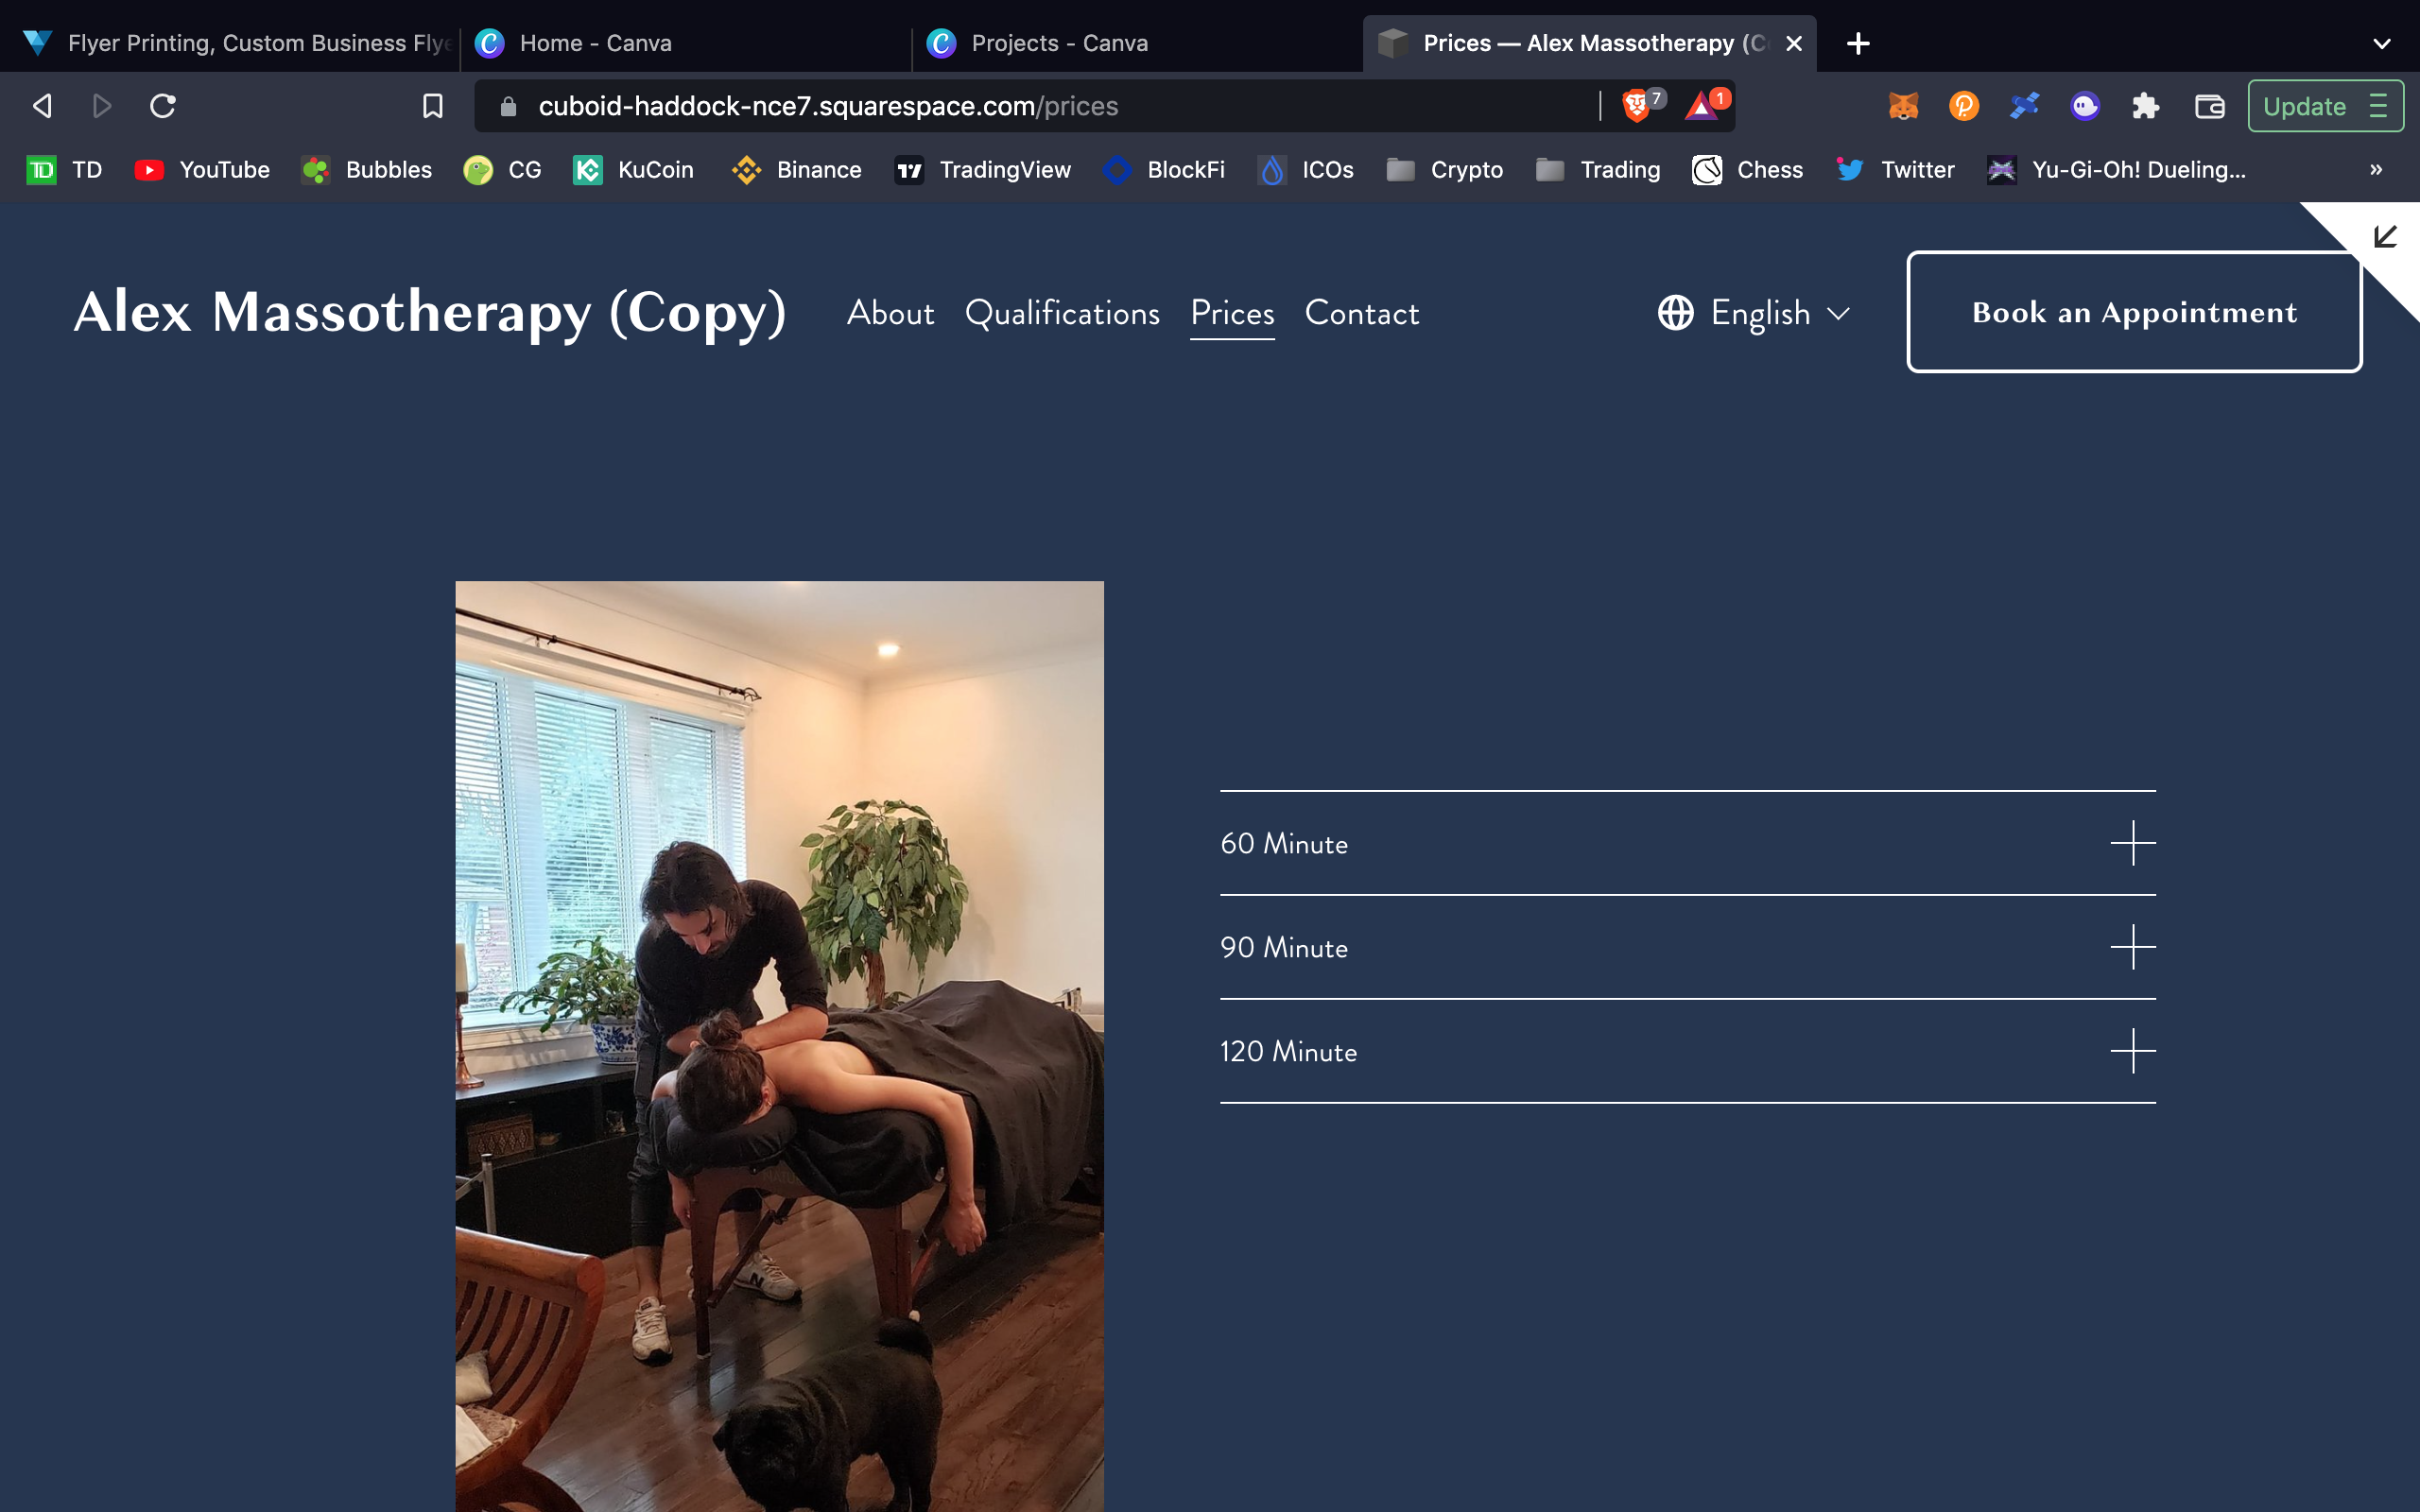 Flyer Printing, Custom Business Flye
Home - Canva
Projects - Canva
Prices — Alex Massotherapy (C
cuboid-haddock-nce7.squarespace.com/prices
7
1
Update
TD
YouTube
Bubbles
CG
KuCoin
Binance
TradingView
BlockFi
ICOs
Crypto
Trading
Chess
Twitter
Yu-Gi-Oh! Dueling...
Alex Massotherapy (Copy)
About
Qualifications
Prices
Contact
English
Book an Appointment
60 Minute
90 Minute
120 Minute